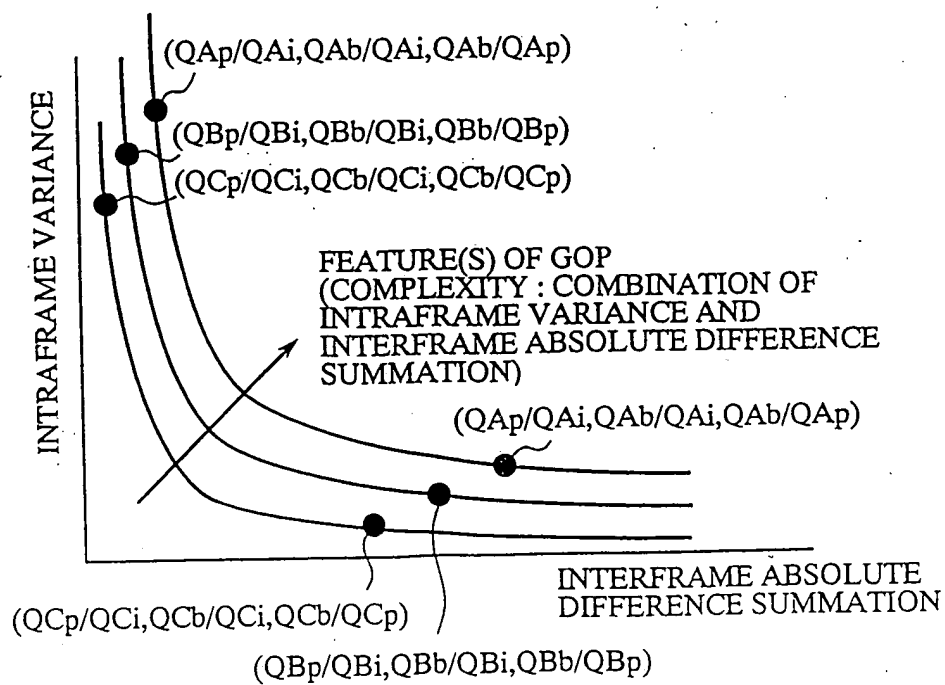 (QAp/QAi,QAb/QAi,QAb/QAp)
(QBp/QBi,QBb/QBi,QBb/QBp)
(QCp/QCi,QCb/QCi,QCb/QCp)
INTRAFRAME VARIANCE
FEATURE(S) OF GOP
(COMPLEXITY : COMBINATION OF
INTRAFRAME VARIANCE AND
INTERFRAME ABSOLUTE DIFFERENCE
SUMMATION)
(QAp/QAi,QAb/QAi,QAb/QAp)
INTERFRAME ABSOLUTE
DIFFERENCE SUMMATION
(QCp/QCi,QCb/QCi,QCb/QCp)
(QBp/QBi,QBb/QBi,QBb/QBp)